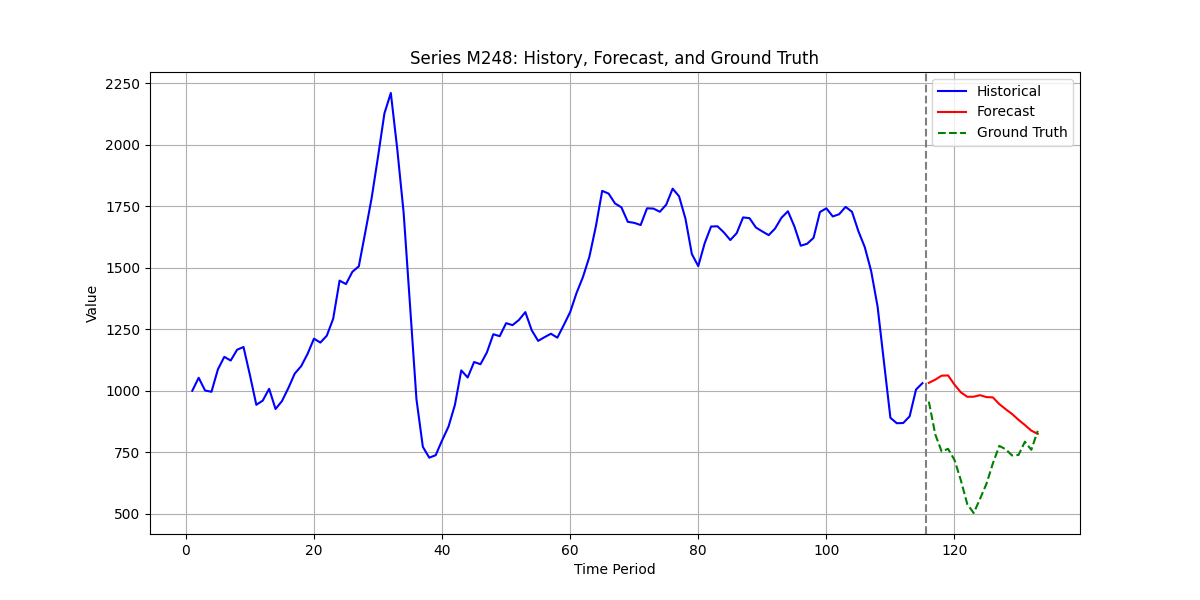 Series M248: History, Forecast, and Ground Truth
2250
2000
1750
1500
1250
1000
750
500
Value
0
20
40
60
80
100
120
Time Period
Historical
Forecast
Ground Truth